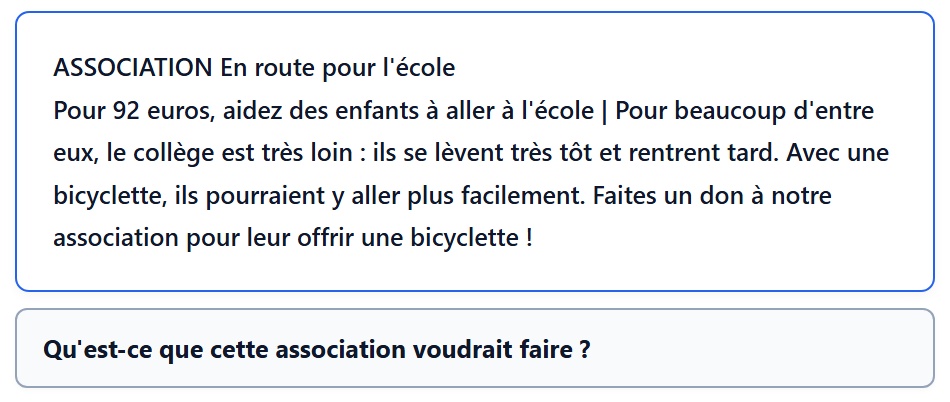 ASSOCIATION En route pour l'école
Pour 92 euros, aidez des enfants à aller à l'école | Pour beaucoup d'entre
eux, le collège est très loin : ils se lèvent très tôt et rentrent tard. Avec une
bicyclette, ils pourraient y aller plus facilement. Faites un don à notre
association pour leur offrir une bicyclette !
Qu'est-ce que cette association voudrait faire ?